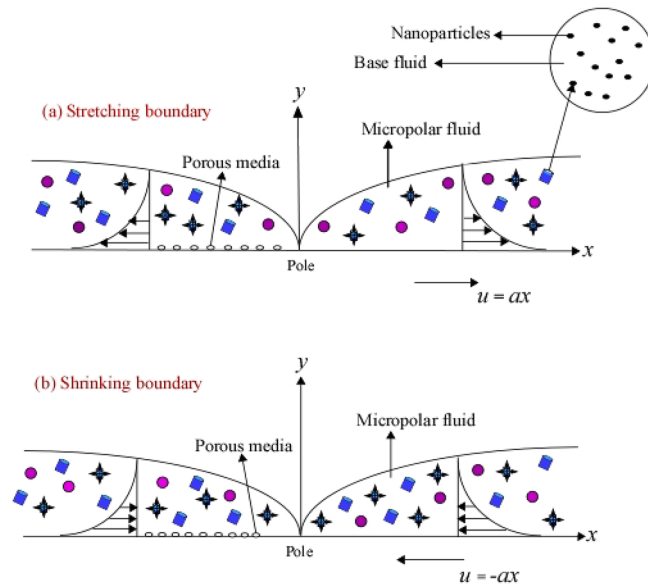 Nanoparticles
Base fluid
y
(a) Stretching boundary
Micropolar fluid
Porous media
x
Pole
u = ax
y
(b) Shrinking boundary
Micropolar fluid
Porous media
x
Pole
u = -ax